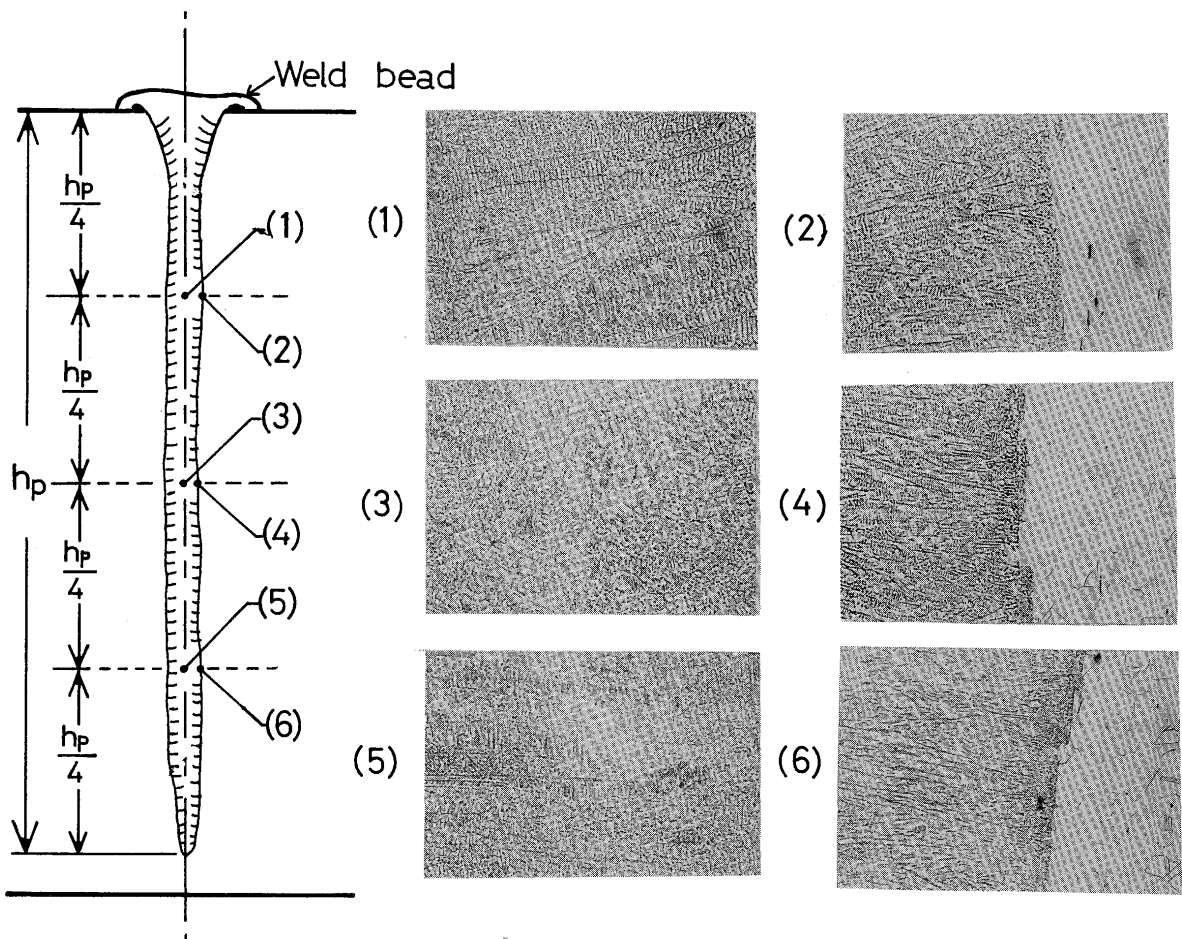 Weld bead
hp/4
(1)
(1)
(2)
(2)
hp/4
(3)
hp
(3)
(4)
(4)
hp/4
(5)
(5)
(6)
(6)
hp/4